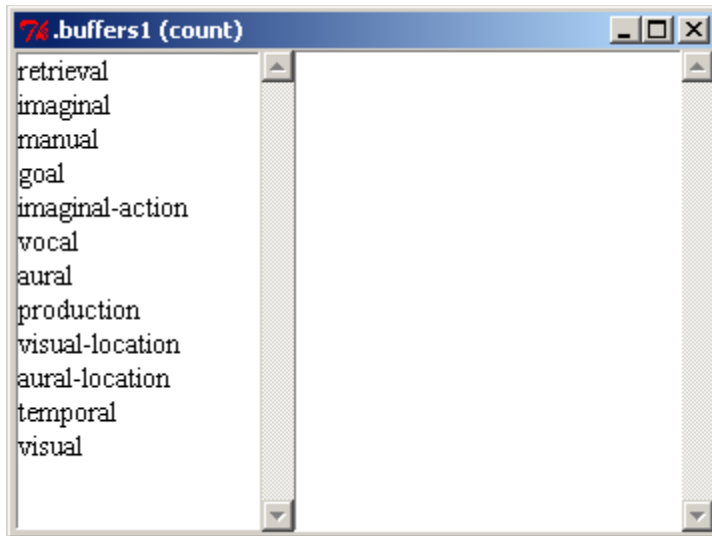 .buffers1 (count)
retrieval
imaginal
manual
goal
imaginal-action
vocal
aural
production
visual-location
aural-location
temporal
visual